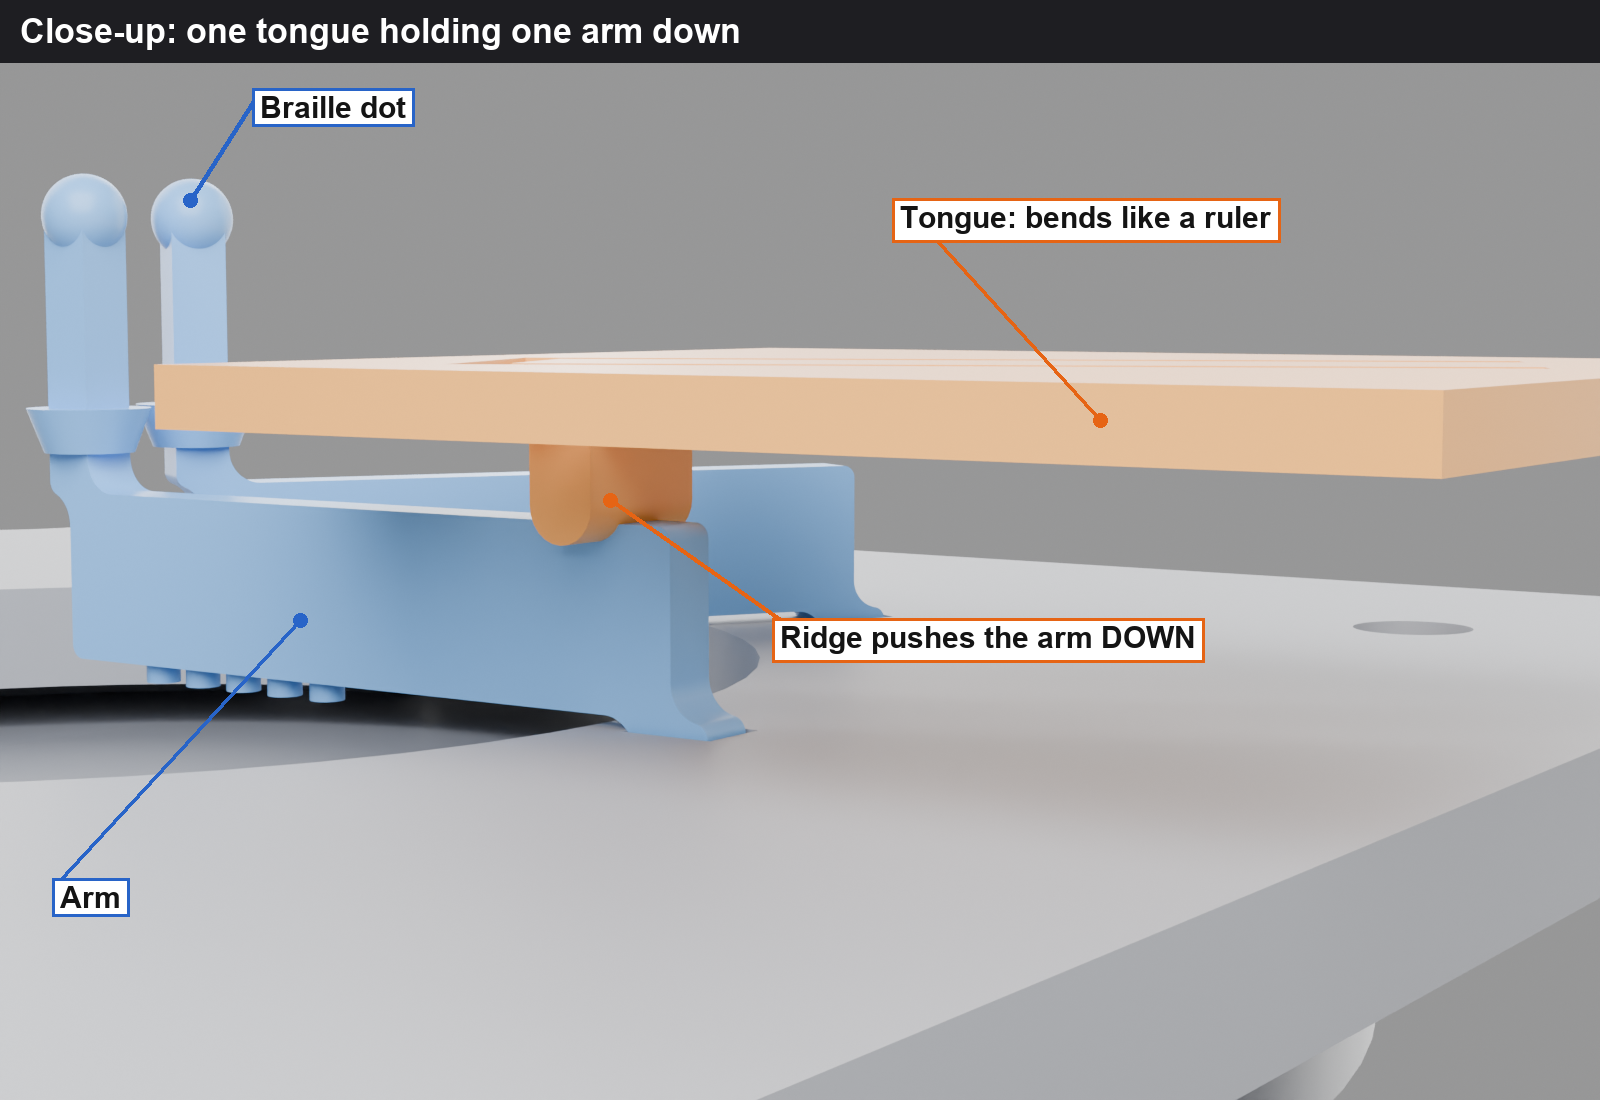 Close-up: one tongue holding one arm down
Braille dot
Tongue: bends like a ruler
Ridge pushes the arm DOWN
Arm